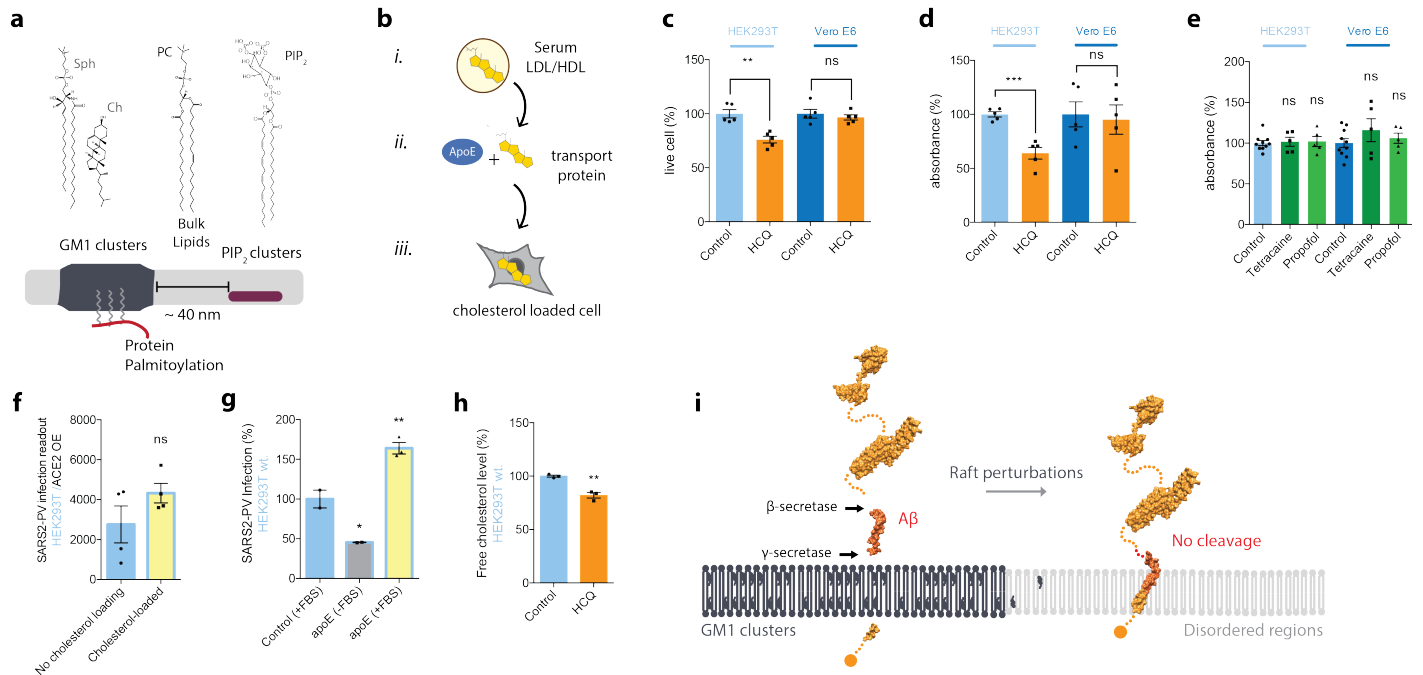 a
Sph
Ch
PC
PIP2
Bulk
Lipids
GM1 clusters
PIP2 clusters
~ 40 nm
Protein
Palmitoylation
b
i.
Serum
LDL/HDL
ii.
ApoE
+
transport
protein
iii.
cholesterol loaded cell
c
HEK293T
Vero E6
live cell (%)
150
100
50
0
**
ns
Control
HCQ
Control
HCQ
d
HEK293T
Vero E6
absorbance (%)
150
100
50
0
***
ns
Control
HCQ
Control
HCQ
e
HEK293T
Vero E6
absorbance (%)
200
150
100
50
0
ns
ns
ns
ns
Control
Tetracaine
Propofol
Control
Tetracaine
Propofol
f
SARS2-PV Infection readout
HEK293T /ACE2 OE
8000
6000
4000
2000
0
ns
No cholesterol loading
Cholesterol-loaded
g
SARS2-PV Infection (%)
HEK293T wt.
200
150
100
50
0
*
**
Control (+FBS)
apoE (-FBS)
apoE (+FBS)
h
Free cholesterol level (%)
HEK293T wt.
150
100
50
0
**
Control
HCQ
i
Raft perturbations
β-secretase
Aβ
γ-secretase
No cleavage
GM1 clusters
Disordered regions